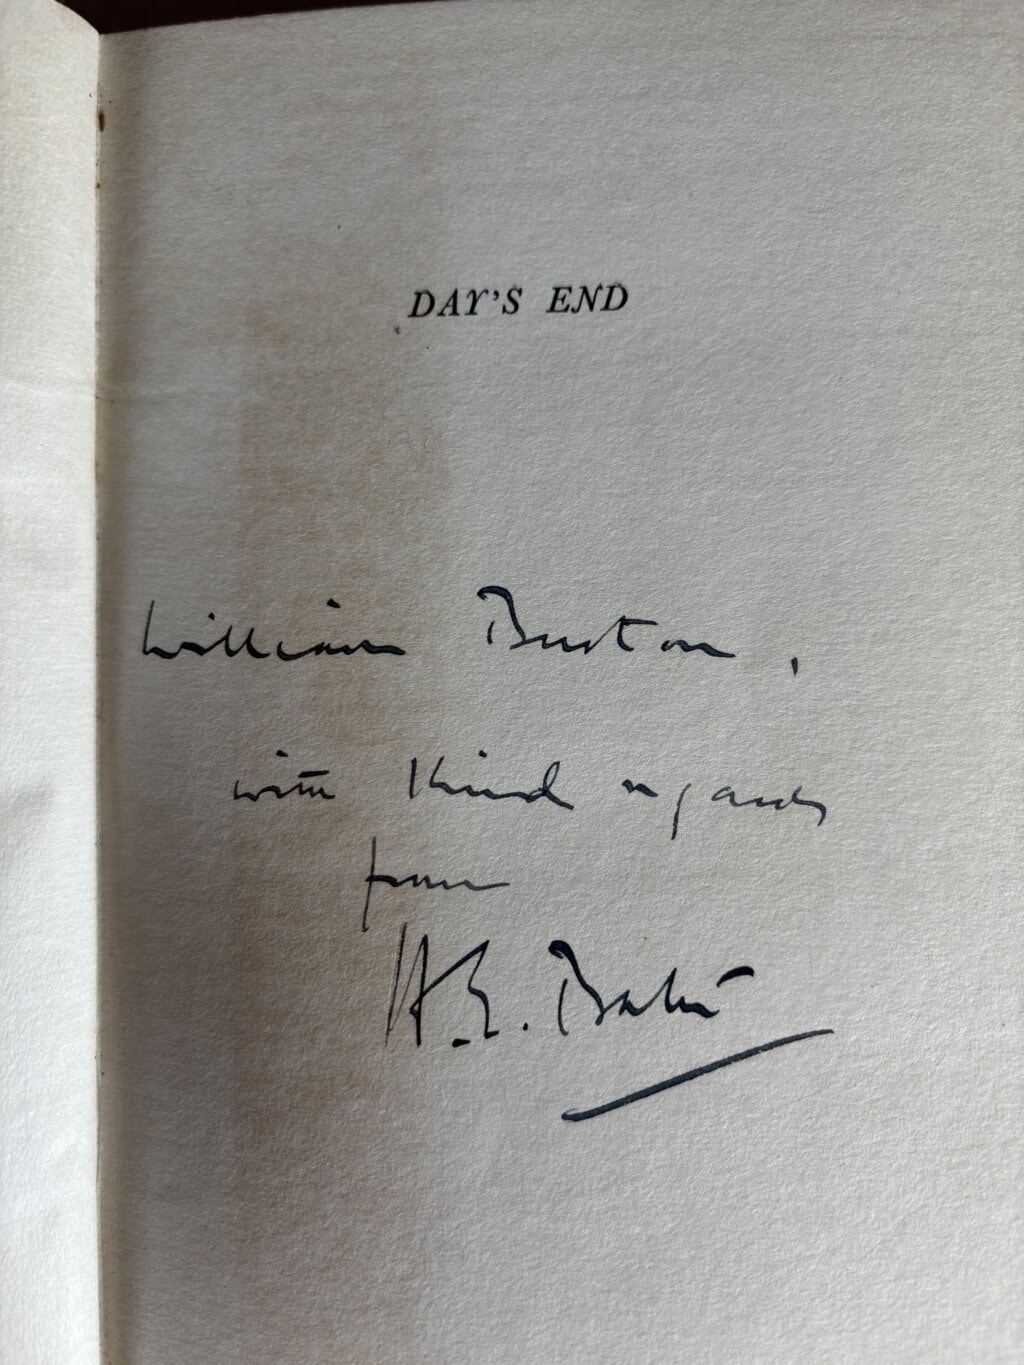 DAY'S END
William Burton,
with Kind regards
from
H.E. Bates